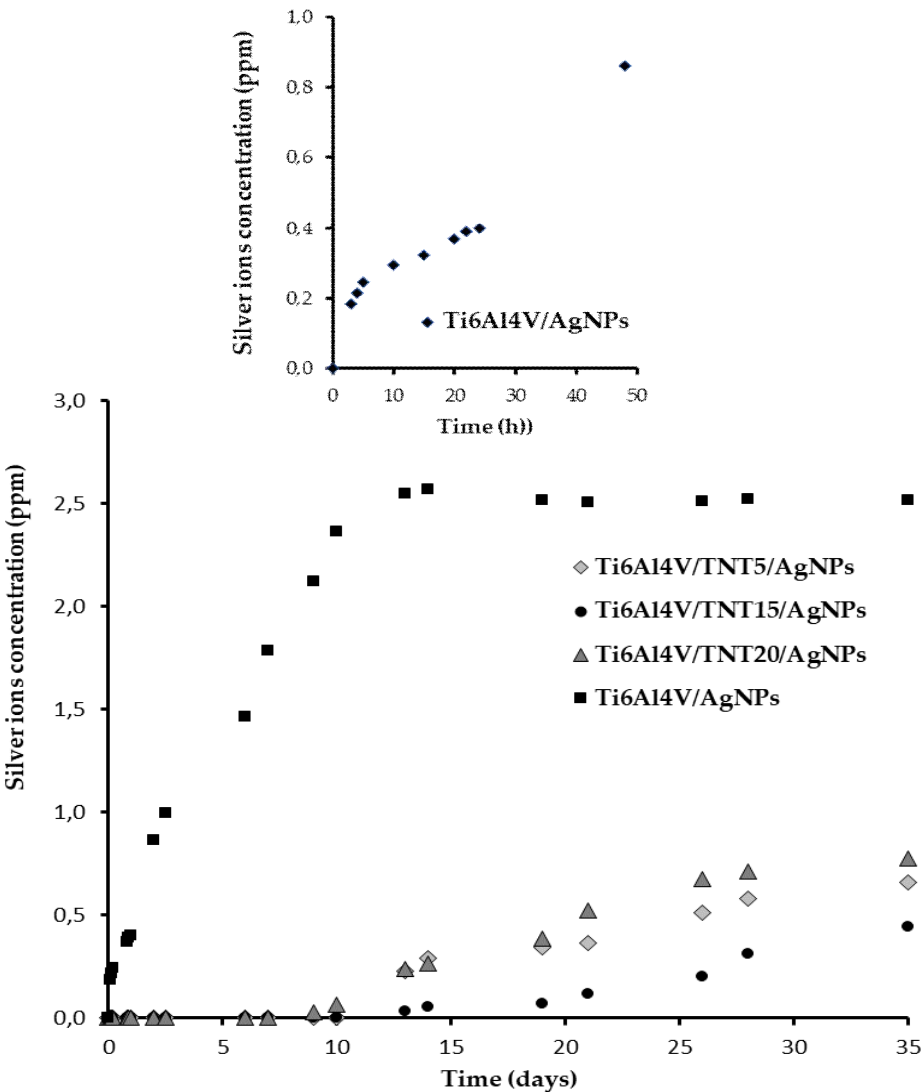 1,0
0,8
0,6
0,4
0,2
0,0
Silver ions concentration (ppm)
Ti6Al4V/AgNPs
0 10 20 30 40 50
Time (h))
3,0
2,5
2,0
1,5
1,0
0,5
0,0
Silver ions concentration (ppm)
Ti6Al4V/TNT5/AgNPs
Ti6Al4V/TNT15/AgNPs
Ti6Al4V/TNT20/AgNPs
Ti6Al4V/AgNPs
0 5 10 15 20 25 30 35
Time (days)